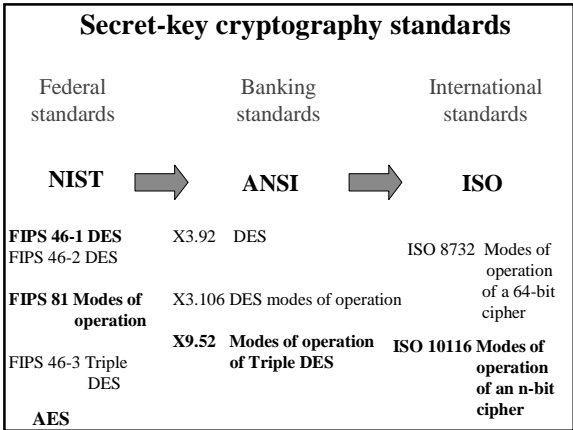 Secret-key cryptography standards
Federal
standards
Banking
standards
International
standards
NIST
ANSI
ISO
FIPS 46-1 DES
FIPS 46-2 DES
FIPS 81 Modes of
operation
FIPS 46-3 Triple
DES
AES
X3.92 DES
X3.106 DES modes of operation
X9.52 Modes of operation
of Triple DES
ISO 8732 Modes of
operation
of a 64-bit
cipher
ISO 10116 Modes of
operation
of an n-bit
cipher